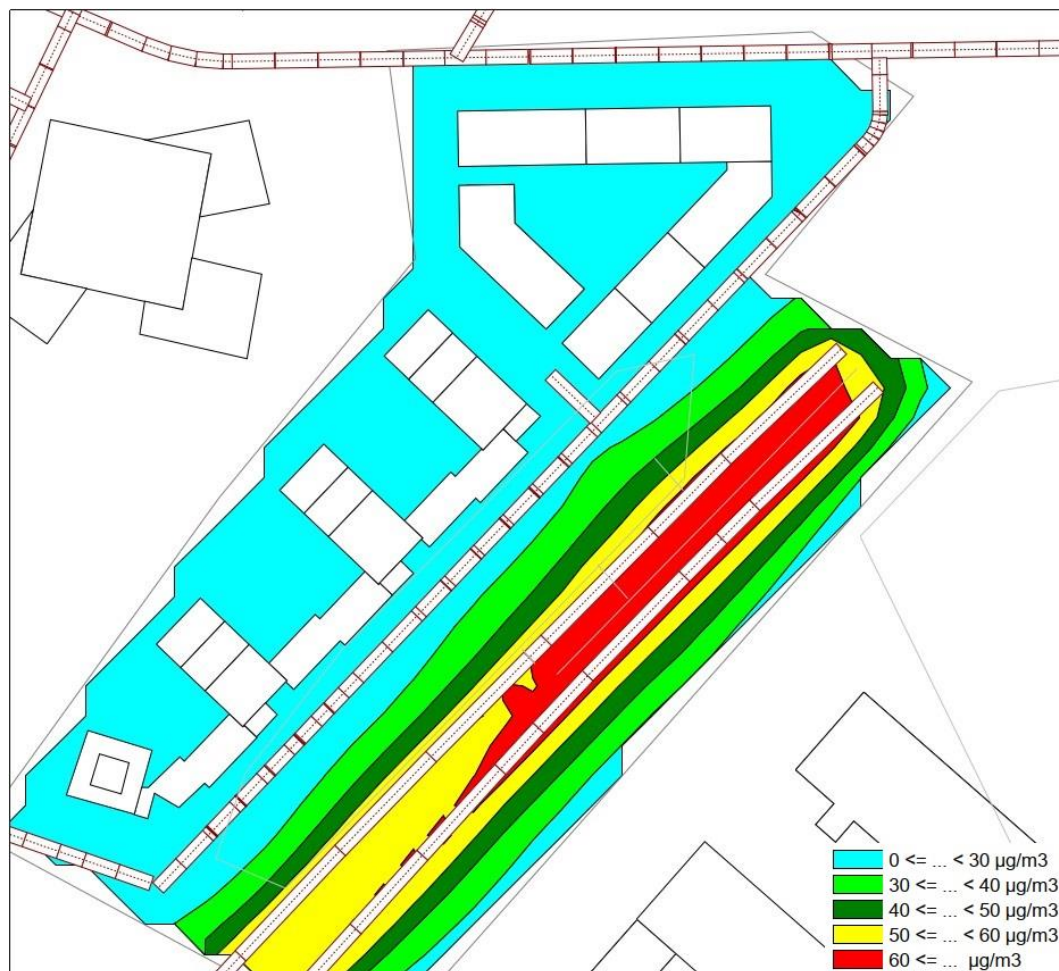 0 <= ... < 30 µg/m3
30 <= ... < 40 µg/m3
40 <= ... < 50 µg/m3
50 <= ... < 60 µg/m3
60 <= ... µg/m3